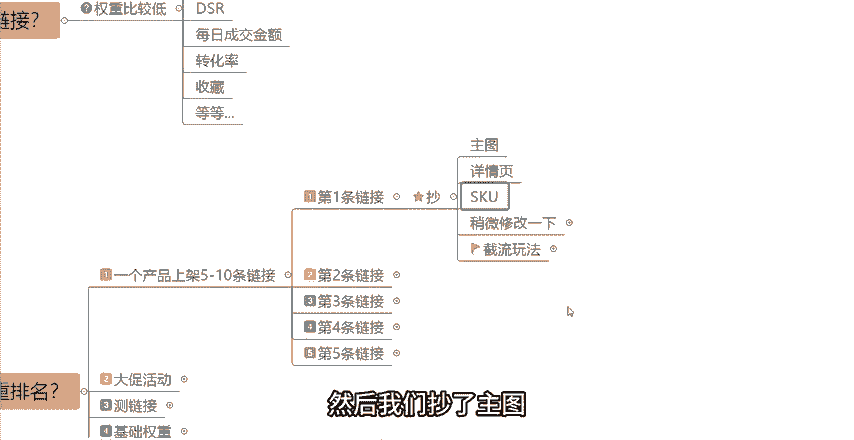 链接？
权重比较低
DSR
每日成交金额
转化率
收藏
等等...
主图
详情页
1 第1条链接
抄
SKU
稍微修改一下
截流玩法
1 一个产品上架5-10条链接
2 第2条链接
3 第3条链接
4 第4条链接
5 第5条链接
重排名？
2 大促活动
3 测链接
4 基础权重
然后我们抄了主图